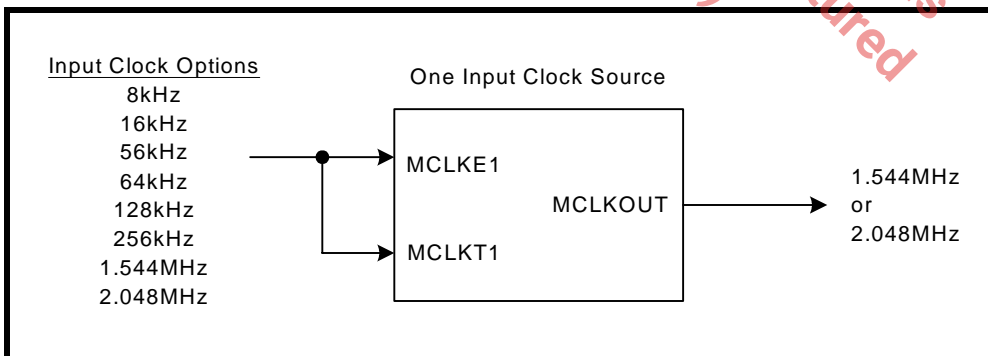 Input Clock Options
8kHz
16kHz
56kHz
64kHz
128kHz
256kHz
1.544MHz
2.048MHz
One Input Clock Source
MCLKE1
MCLKT1
MCLKOUT
1.544MHz
or
2.048MHz